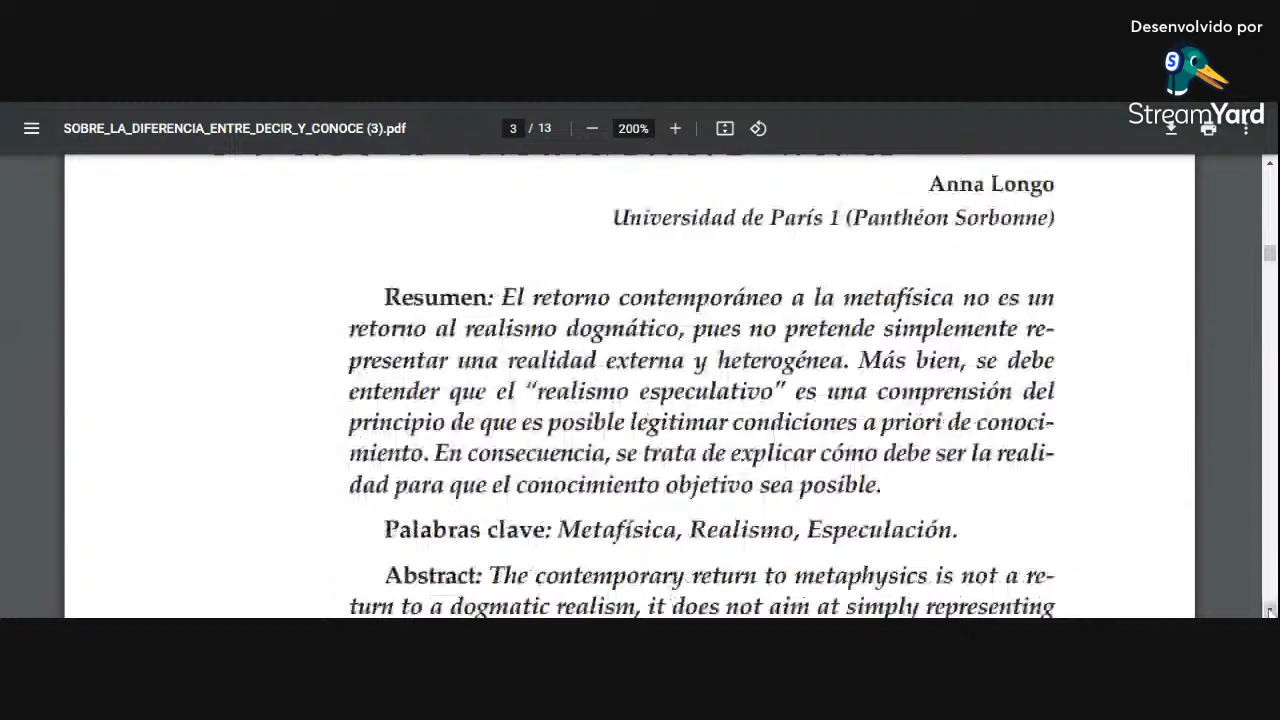 Desenvolvido por
StreamYard
SOBRE_LA_DIFERENCIA_ENTRE_DECIR_Y_CONOCE (3).pdf
3 / 13
200%
Anna Longo
Universidad de París 1 (Panthéon Sorbonne)
Resumen: El retorno contemporáneo a la metafísica no es un
retorno al realismo dogmático, pues no pretende simplemente re-
presentar una realidad externa y heterogénea. Más bien, se debe
entender que el “realismo especulativo” es una comprensión del
principio de que es posible legitimar condiciones a priori de conoci-
miento. En consecuencia, se trata de explicar cómo debe ser la reali-
dad para que el conocimiento objetivo sea posible.
Palabras clave: Metafísica, Realismo, Especulación.
Abstract: The contemporary return to metaphysics is not a re-
turn to a dogmatic realism, it does not aim at simply representing